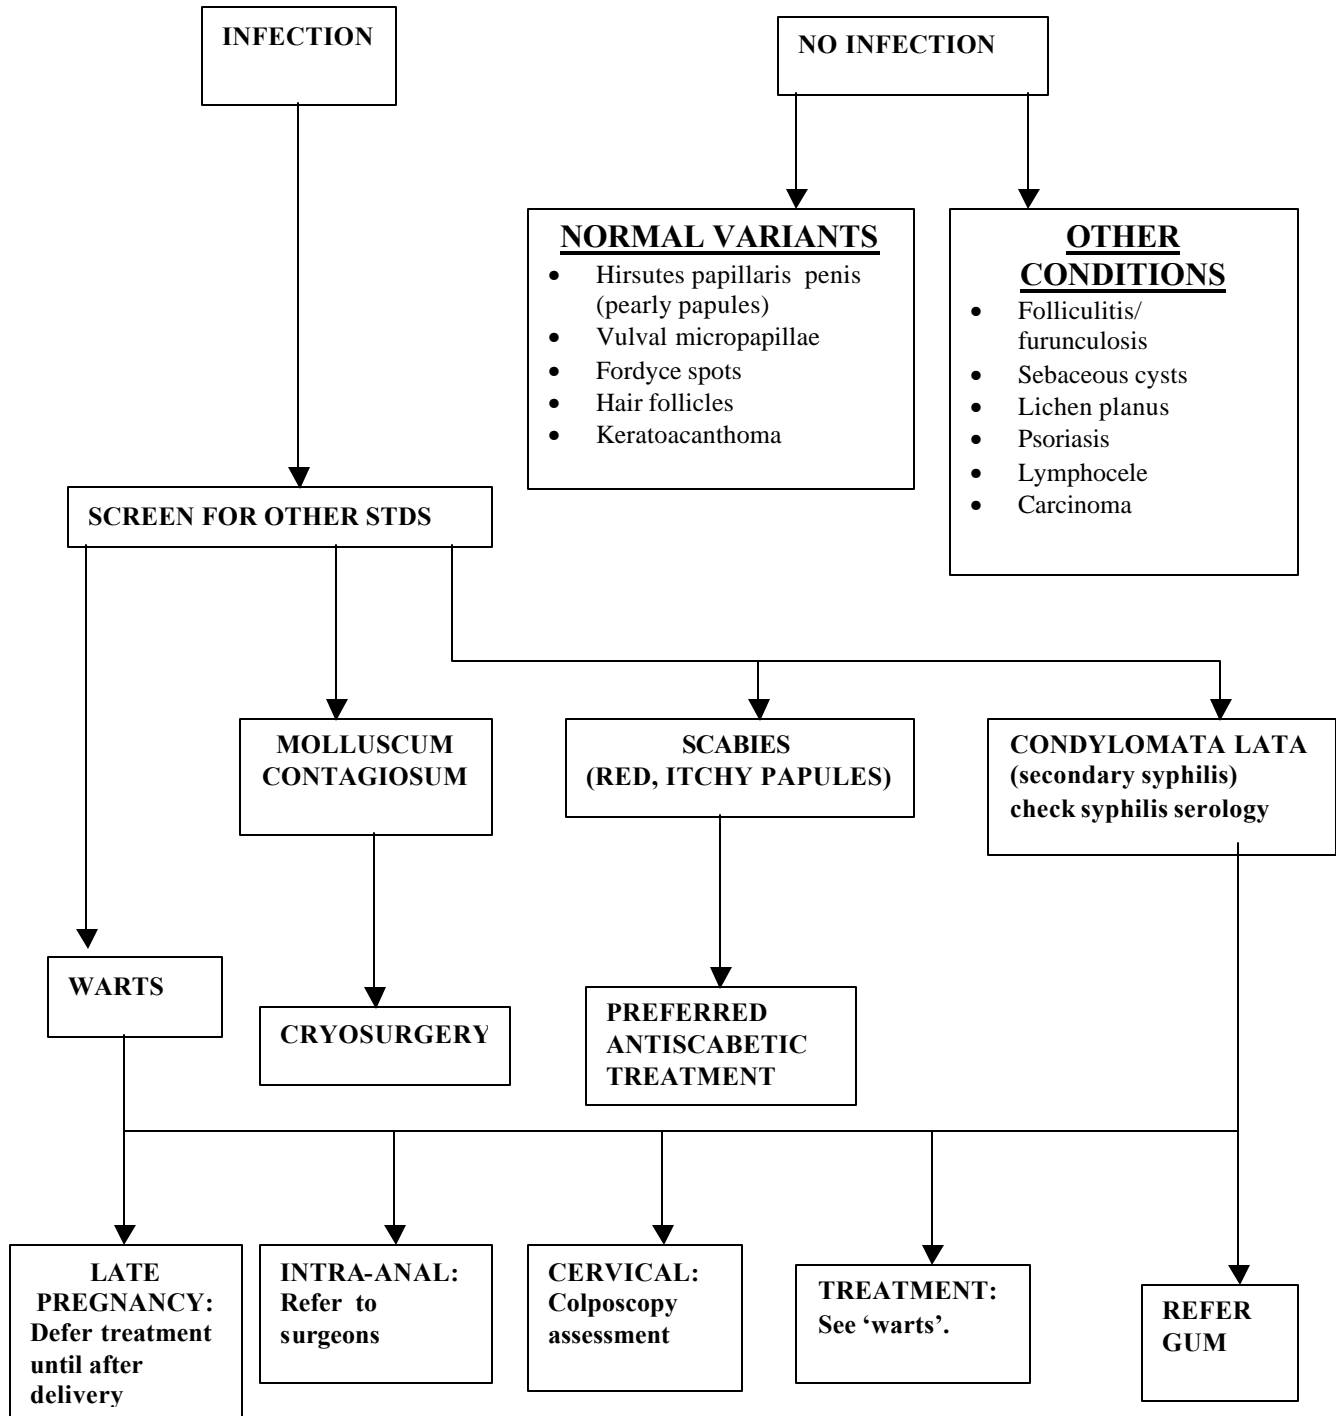 INFECTION
NO INFECTION
NORMAL VARIANTS
• Hirsutes papillaris penis
(pearly papules)
• Vulval micropapillae
• Fordyce spots
• Hair follicles
• Keratoacanthoma
OTHER
CONDITIONS
• Folliculitis/
furunculosis
• Sebaceous cysts
• Lichen planus
• Psoriasis
• Lymphocele
• Carcinoma
SCREEN FOR OTHER STDS
MOLLUSCUM
CONTAGIOSUM
SCABIES
(RED, ITCHY PAPULES)
CONDYLOMATA LATA
(secondary syphilis)
check syphilis serology
WARTS
CRYOSURGERY
PREFERRED
ANTISCABETIC
TREATMENT
LATE
PREGNANCY:
Defer treatment
until after
delivery
INTRA-ANAL:
Refer to
surgeons
CERVICAL:
Colposcopy
assessment
TREATMENT:
See ‘warts’.
REFER
GUM